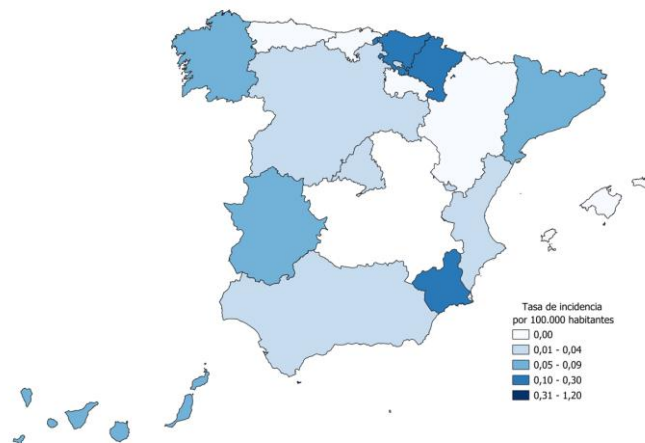 Tasa de incidencia
por 100.000 habitantes
0,00
0,01 - 0,04
0,05 - 0,09
0,10 - 0,30
0,31 - 1,20